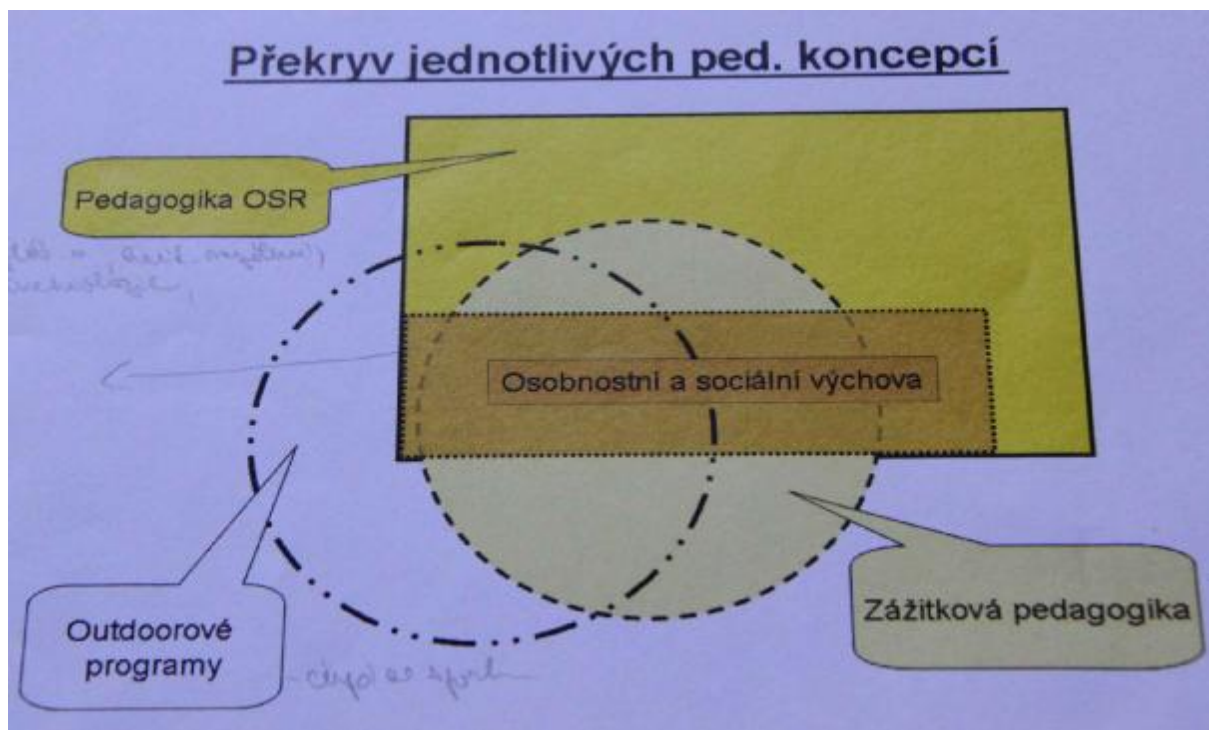 Překryv jednotlivých ped. koncepcí
Pedagogika OSR
Osobnostní a sociální výchova
Outdoorové
programy
Zážitková pedagogika